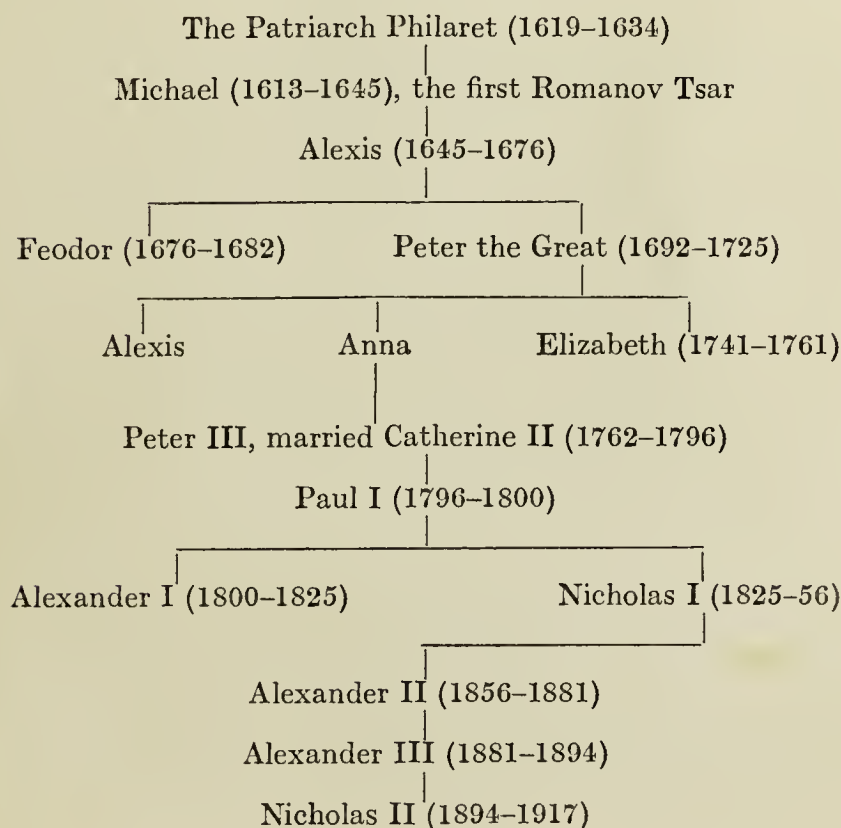 The Patriarch Philaret (1619–1634)
Michael (1613–1645), the first Romanov Tsar
Alexis (1645–1676)
Feodor (1676–1682) Peter the Great (1692–1725)
Alexis Anna Elizabeth (1741–1761)
Peter III, married Catherine II (1762–1796)
Paul I (1796–1800)
Alexander I (1800–1825) Nicholas I (1825–56)
Alexander II (1856–1881)
Alexander III (1881–1894)
Nicholas II (1894–1917)